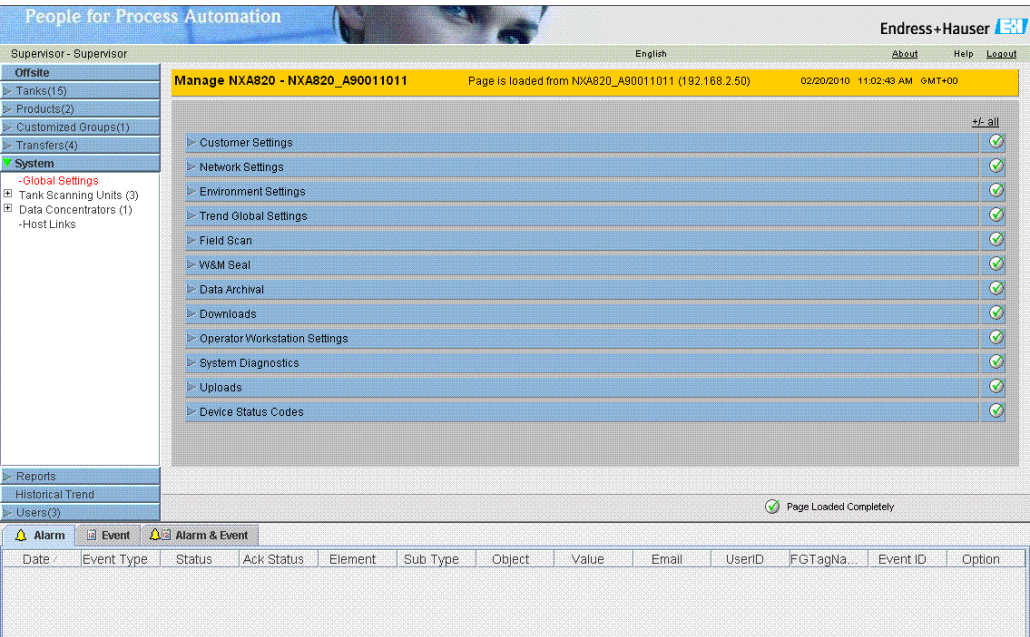 People for Process Automation
Endress+Hauser EH
Supervisor - Supervisor English About Help Logout
Offsite
Tanks(15)
Products(2)
Customized Groups(1)
Transfers(4)
System
-Global Settings
+ Tank Scanning Units (3)
+ Data Concentrators (1)
-Host Links
Reports
Historical Trend
Users(3)
Manage NXA820 - NXA820_A90011011 Page is loaded from NXA820_A90011011 (192.168.2.50) 02/20/2010 11:02:43 AM GMT+00
+/- all
Customer Settings
Network Settings
Environment Settings
Trend Global Settings
Field Scan
W&M Seal
Data Archival
Downloads
Operator Workstation Settings
System Diagnostics
Uploads
Device Status Codes
Page Loaded Completely
Alarm Event Alarm & Event
Date Event Type Status Ack Status Element Sub Type Object Value Email UserID FGTagNa... Event ID Option